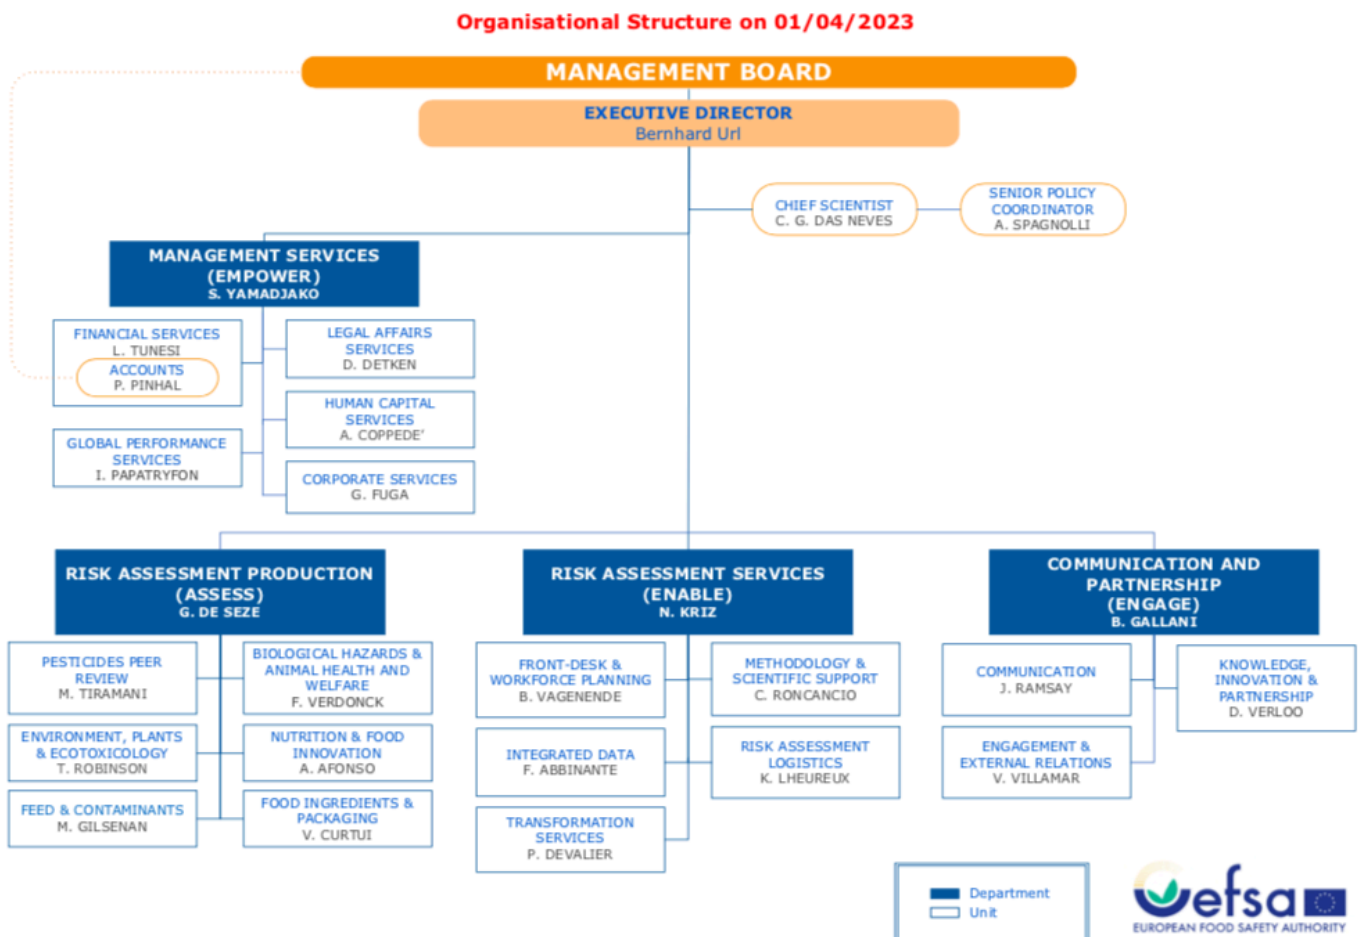 Organisational Structure on 01/04/2023
MANAGEMENT BOARD
EXECUTIVE DIRECTOR
Bernhard Url
CHIEF SCIENTIST
C. G. DAS NEVES
SENIOR POLICY
COORDINATOR
A. SPAGNOLLI
MANAGEMENT SERVICES
(EMPOWER)
S. YAMADJAKO
FINANCIAL SERVICES
L. TUNESI
ACCOUNTS
P. PINHAL
LEGAL AFFAIRS
SERVICES
D. DETKEN
HUMAN CAPITAL
SERVICES
A. COPPEDE'
GLOBAL PERFORMANCE
SERVICES
I. PAPATRYFON
CORPORATE SERVICES
G. FUGA
RISK ASSESSMENT PRODUCTION
(ASSESS)
G. DE SEZE
PESTICIDES PEER
REVIEW
M. TIRAMANI
BIOLOGICAL HAZARDS &
ANIMAL HEALTH AND
WELFARE
F. VERDONCK
ENVIRONMENT, PLANTS
& ECOTOXICOLOGY
T. ROBINSON
NUTRITION & FOOD
INNOVATION
A. AFONSO
FEED & CONTAMINANTS
M. GILSENAN
FOOD INGREDIENTS &
PACKAGING
V. CURTUI
RISK ASSESSMENT SERVICES
(ENABLE)
N. KRIZ
FRONT-DESK &
WORKFORCE PLANNING
B. VAGENENDE
METHODOLOGY &
SCIENTIFIC SUPPORT
C. RONCANCIO
INTEGRATED DATA
F. ABBINANTE
RISK ASSESSMENT
LOGISTICS
K. LHEUREUX
TRANSFORMATION
SERVICES
P. DEVALIER
COMMUNICATION AND
PARTNERSHIP
(ENGAGE)
B. GALLANI
COMMUNICATION
J. RAMSAY
KNOWLEDGE,
INNOVATION &
PARTNERSHIP
D. VERLOO
ENGAGEMENT &
EXTERNAL RELATIONS
V. VILLAMAR
Department
Unit
efsa
EUROPEAN FOOD SAFETY AUTHORITY